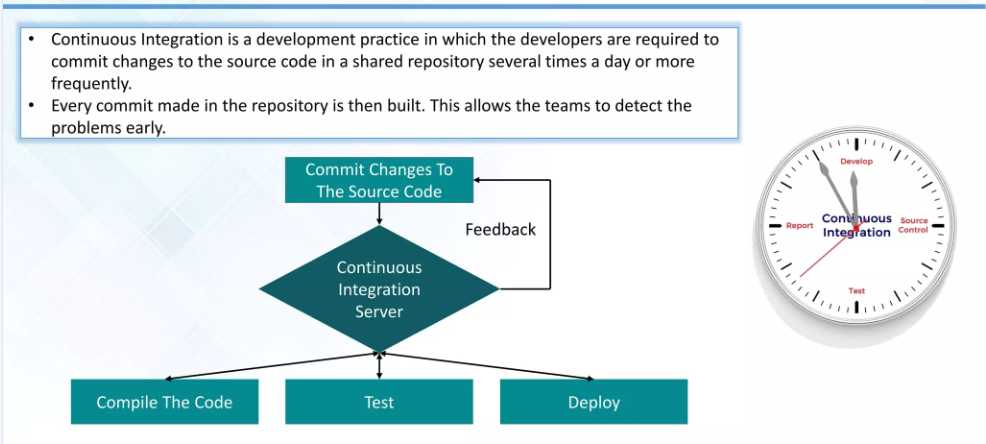 • Continuous Integration is a development practice in which the developers are required to
commit changes to the source code in a shared repository several times a day or more
frequently.
• Every commit made in the repository is then built. This allows the teams to detect the
problems early.
Commit Changes To
The Source Code
Feedback
Continuous
Integration
Server
Compile The Code
Test
Deploy
Develop
Report
Continuous
Integration
Source
Control
Test